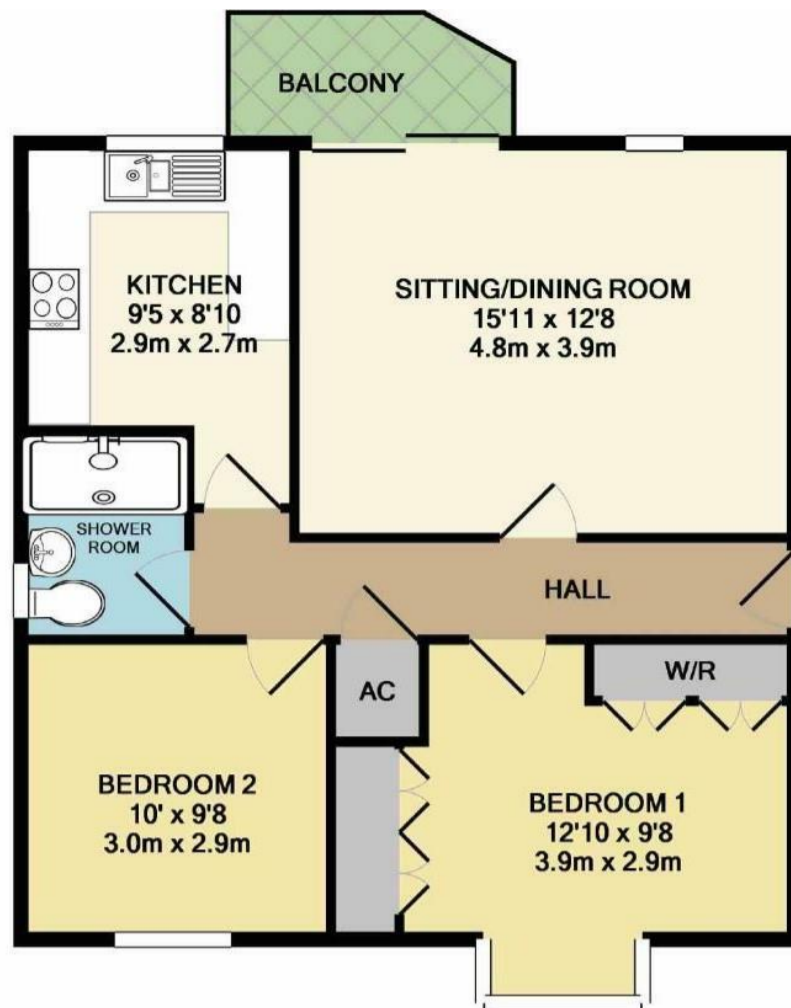 BALCONY
KITCHEN
9'5 x 8'10
2.9m x 2.7m
SITTING/DINING ROOM
15'11 x 12'8
4.8m x 3.9m
SHOWER
ROOM
HALL
AC
W/R
BEDROOM 2
10' x 9'8
3.0m x 2.9m
BEDROOM 1
12'10 x 9'8
3.9m x 2.9m